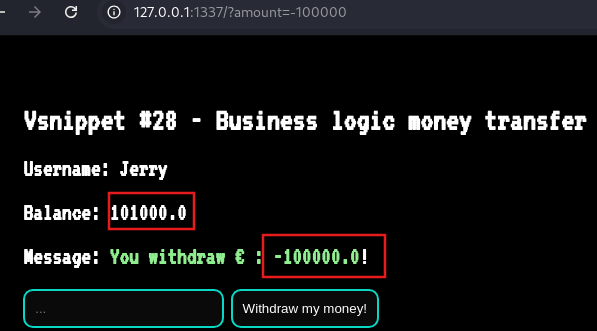 127.0.0.1:1337/?amount=-100000
Vsnippet #28 - Business logic money transfer
Username: Jerry
Balance: 101000.0
Message: You withdraw € : -100000.0!
... Withdraw my money!